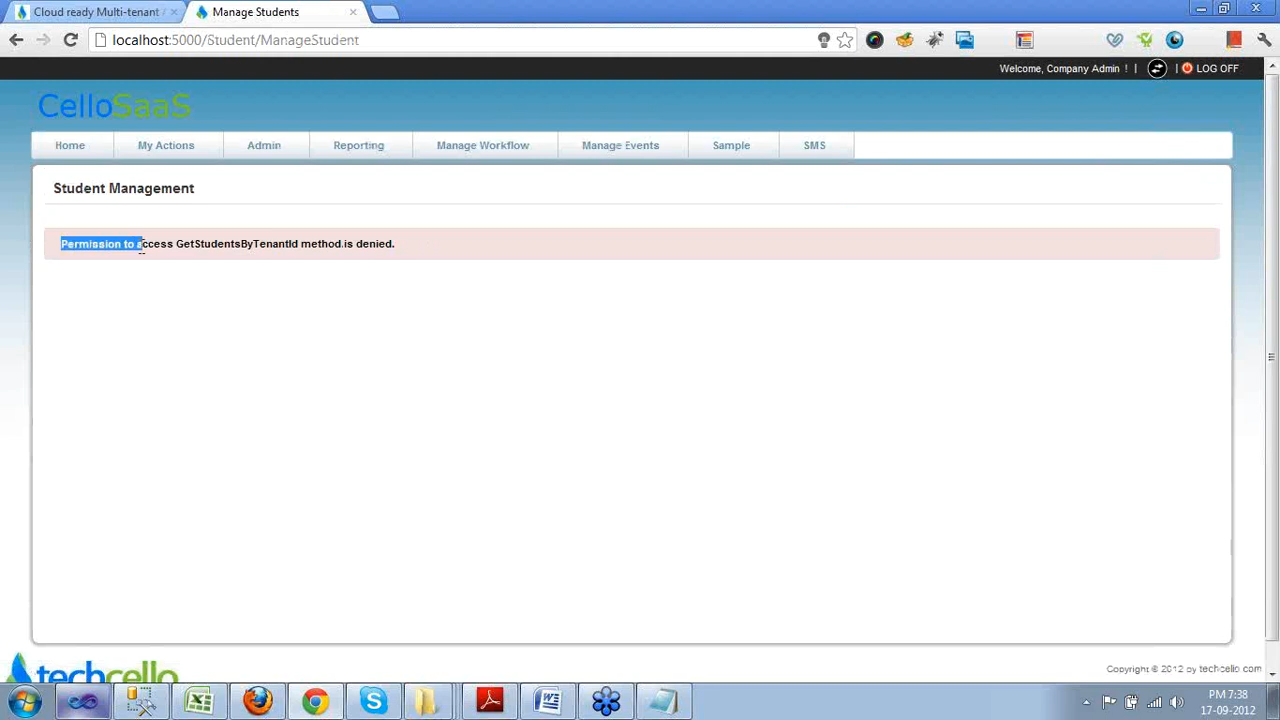 Cloud ready Multi-tenant /
Manage Students
localhost:5000/Student/ManageStudent
Welcome, Company Admin ! | | LOG OFF
CelloSaaS
Home My Actions Admin Reporting Manage Workflow Manage Events Sample SMS
Student Management
Permission to access GetStudentsByTenantId method.is denied.
techcello
Copyright © 2012 by techcello.com
PM 7:38
17-09-2012